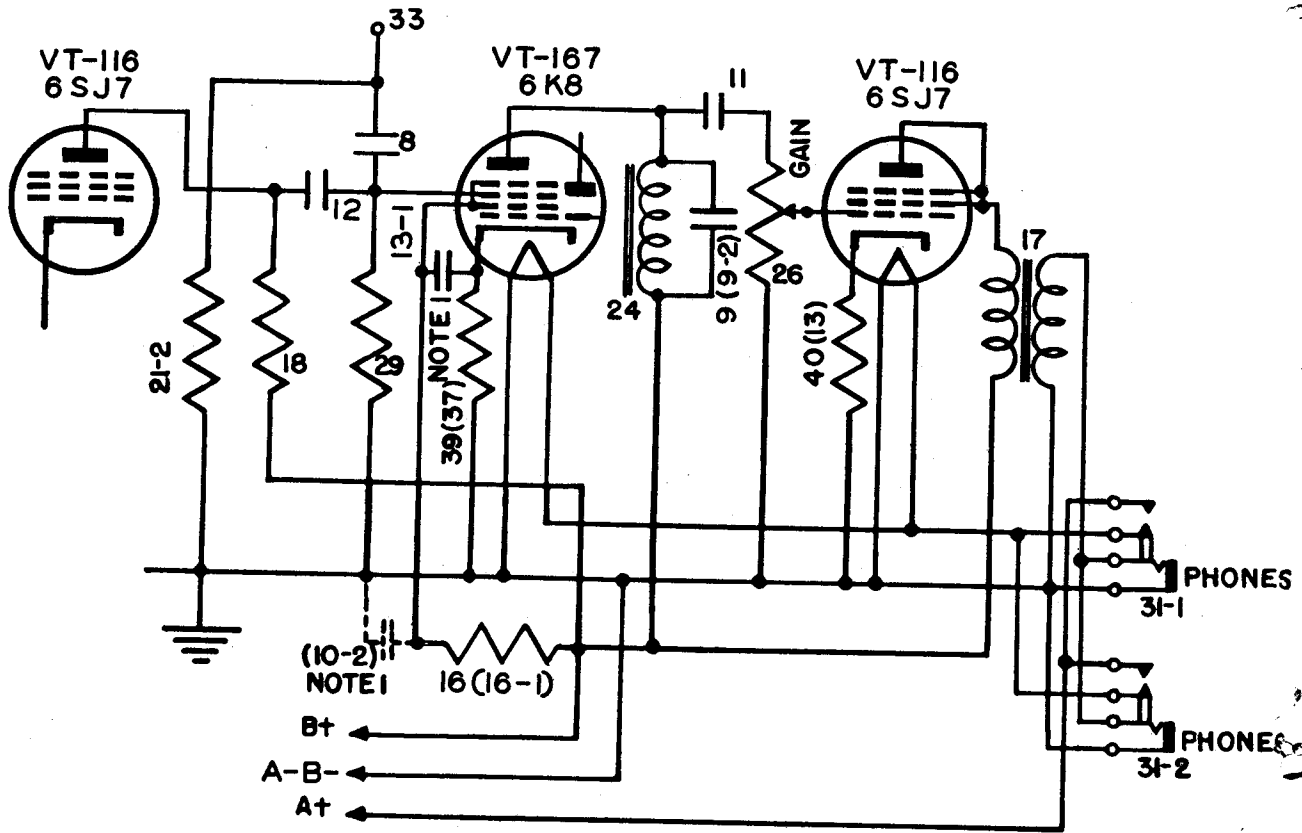 33
VT-116
6SJ7
VT-167
6K8
VT-116
6SJ7
11
8
12
13-1
GAIN
9(9-2)
26
24
17
21-2
18
29
NOTE 1
39(37)
40(13)
PHONES
31-1
(10-2)
NOTE 1
16(16-1)
B+
A-B-
A+
PHONES
31-2